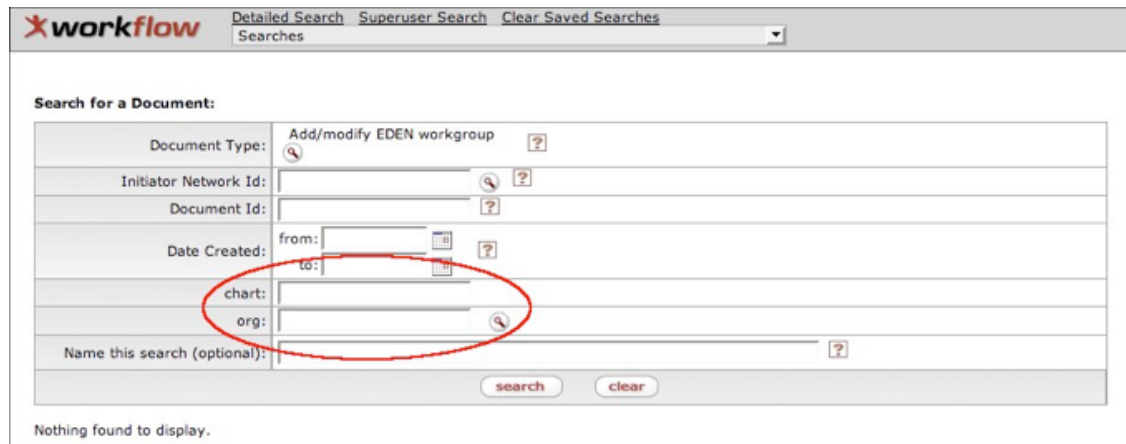 workflow
Detailed Search Superuser Search Clear Saved Searches
Searches
Search for a Document:
Document Type: Add/modify EDEN workgroup ?
Initiator Network Id: ?
Document Id: ?
Date Created: from: ?
to:
chart:
org:
Name this search (optional): ?
search clear
Nothing found to display.